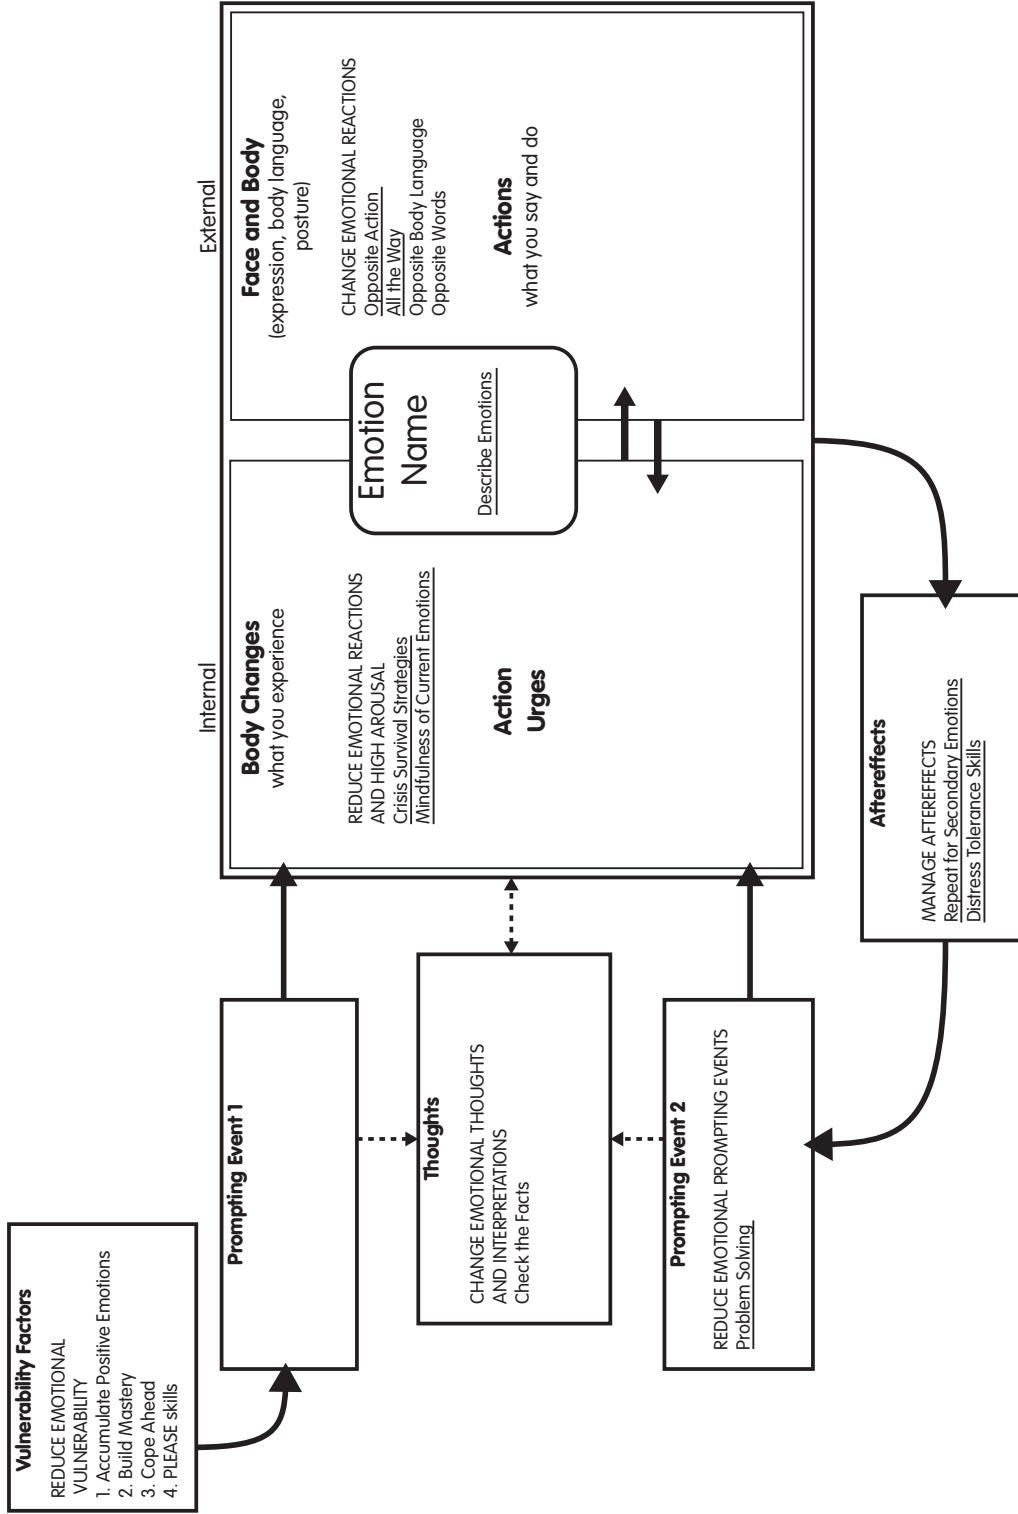 Vulnerability Factors
REDUCE EMOTIONAL
VULNERABILITY
1. Accumulate Positive Emotions
2. Build Mastery
3. Cope Ahead
4. PLEASE skills
Prompting Event 1
Thoughts
CHANGE EMOTIONAL THOUGHTS
AND INTERPRETATIONS
Check the Facts
Prompting Event 2
REDUCE EMOTIONAL PROMPTING EVENTS
Problem Solving
Internal
Body Changes
what you experience
REDUCE EMOTIONAL REACTIONS
AND HIGH AROUSAL
Crisis Survival Strategies
Mindfulness of Current Emotions
Action
Urges
Emotion
Name
Describe Emotions
External
Face and Body
(expression, body language,
posture)
CHANGE EMOTIONAL REACTIONS
Opposite Action
All the Way
Opposite Body Language
Opposite Words
Actions
what you say and do
Aftereffects
MANAGE AFTEREFFECTS
Repeat for Secondary Emotions
Distress Tolerance Skills